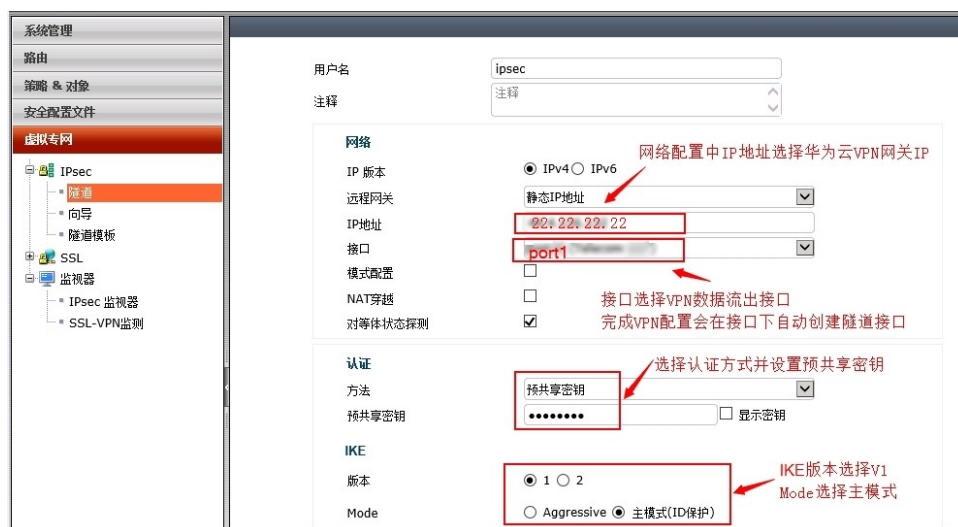 系统管理
路由
策略 & 对象
安全配置文件
虚拟专网
IPsec
隧道
向导
隧道模板
SSL
监视器
IPsec 监视器
SSL-VPN监测
用户名 ipsec
注释 注释
网络
网络配置中IP地址选择华为云VPN网关IP
IP 版本 IPv4 IPv6
远程网关 静态IP地址
IP地址 22.22.22.22
接口 port1
模式配置
NAT穿越
接口选择VPN数据流出接口
对等体状态探测
完成VPN配置会在接口下自动创建隧道接口
认证
选择认证方式并设置预共享密钥
方法 预共享密钥
预共享密钥 •••••••• 显示密钥
IKE
版本 1 2
IKE版本选择V1
Mode选择主模式
Mode Aggressive 主模式(ID保护)